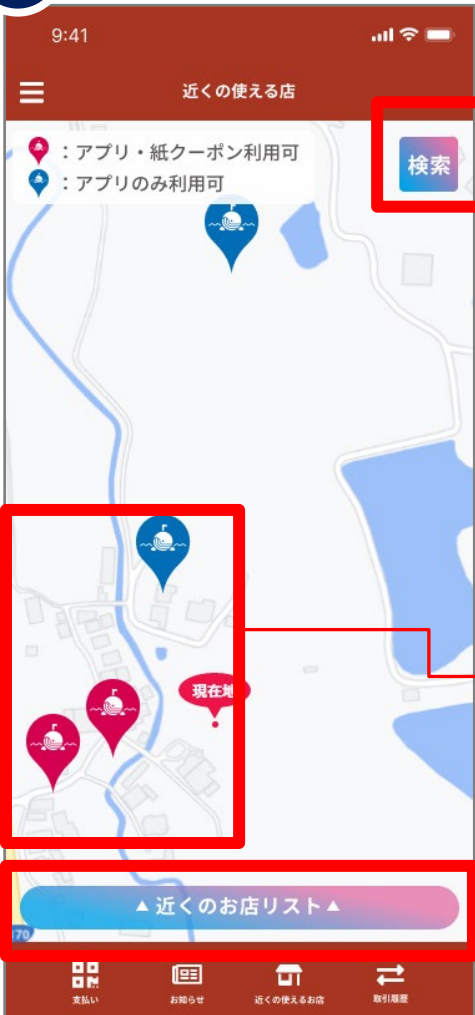 9:41
近くの使える店
：アプリ・紙クーポン利用可
：アプリのみ利用可
検索
現在地
▲近くのお店リスト▲
170
支払い
お知らせ
近くの使えるお店
取引履歴